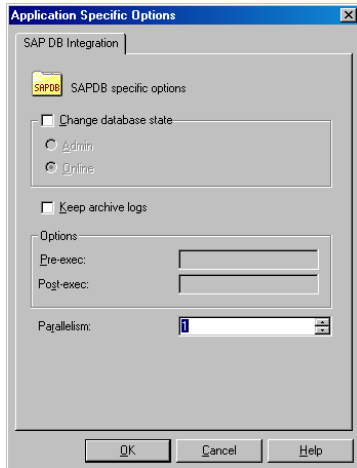 Application Specific Options
SAP DB Integration
SAPDB
SAPDB specific options
Change database state
Admin
Online
Keep archive logs
Options
Pre-exec:
Post-exec:
Parallelism: 1
OK Cancel Help